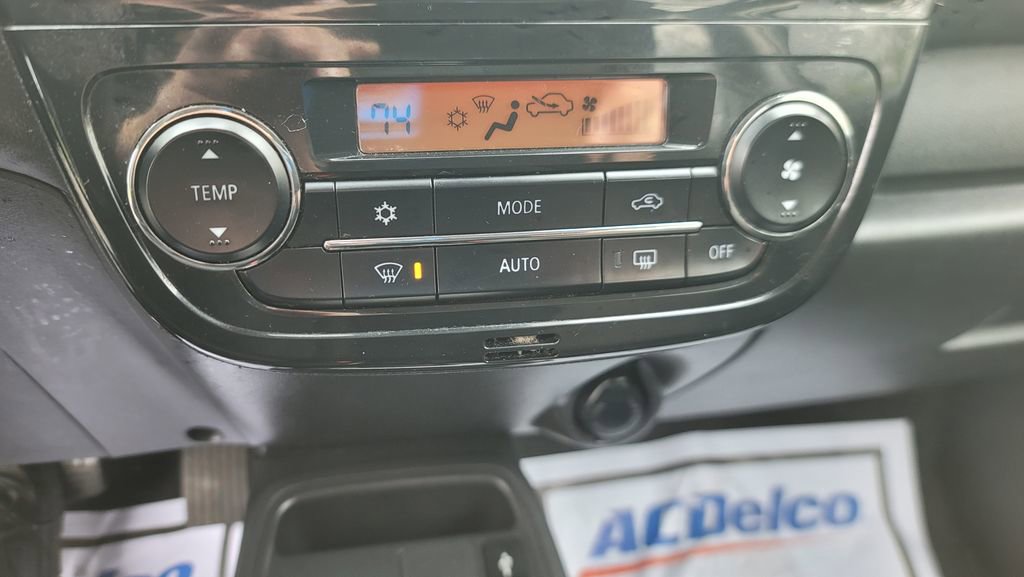 74
TEMP
MODE
AUTO
OFF
ACDelco